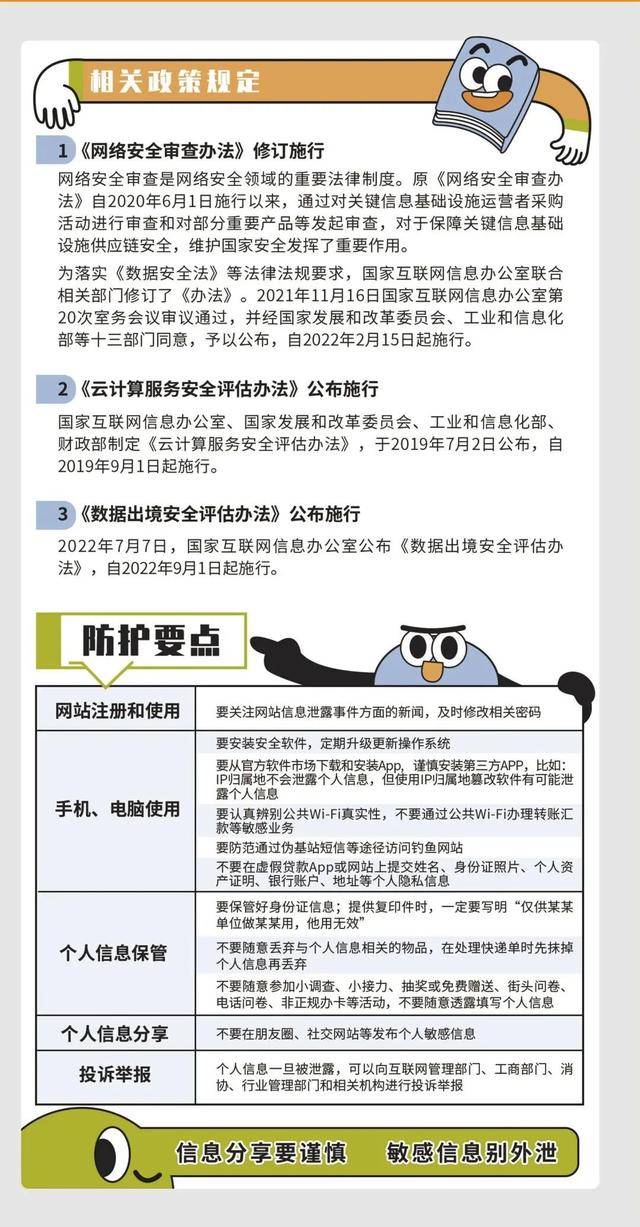 相关政策规定
1《网络安全审查办法》修订施行
网络安全审查是网络安全领域的重要法律制度。原《网络安全审查办
法》自2020年6月1日施行以来，通过对关键信息基础设施运营者采购
活动进行审查和对部分重要产品等发起审查，对于保障关键信息基础
设施供应链安全，维护国家安全发挥了重要作用。
为落实《数据安全法》等法律法规要求，国家互联网信息办公室联合
相关部门修订了《办法》。2021年11月16日国家互联网信息办公室第
20次室务会议审议通过，并经国家发展和改革委员会、工业和信息化
部等十三部门同意，予以公布，自2022年2月15日起施行。
2《云计算服务安全评估办法》公布施行
国家互联网信息办公室、国家发展和改革委员会、工业和信息化部、
财政部制定《云计算服务安全评估办法》，于2019年7月2日公布，自
2019年9月1日起施行。
3《数据出境安全评估办法》公布施行
2022年7月7日，国家互联网信息办公室公布《数据出境安全评估办
法》，自2022年9月1日起施行。
防护要点
网站注册和使用
要关注网站信息泄露事件方面的新闻，及时修改相关密码
手机、电脑使用
要安装安全软件，定期升级更新操作系统
要从官方软件市场下载和安装App，谨慎安装第三方APP，比如：
IP归属地不会泄露个人信息，但使用IP归属地篡改软件有可能泄
露个人信息
要认真辨别公共Wi-Fi真实性，不要通过公共Wi-Fi办理转账汇
款等敏感业务
要防范通过伪基站短信等途径访问钓鱼网站
不要在虚假贷款App或网站上提交姓名、身份证照片、个人资
产证明、银行账户、地址等个人隐私信息
个人信息保管
要保管好身份证信息；提供复印件时，一定要写明“仅供某某
单位做某某用，他用无效”
不要随意丢弃与个人信息相关的物品，在处理快递单时先抹掉
个人信息再丢弃
不要随意参加小调查、小接力、抽奖或免费赠送、街头问卷、
电话问卷、非正规办卡等活动，不要随意透露填写个人信息
个人信息分享
不要在朋友圈、社交网站等发布个人敏感信息
投诉举报
个人信息一旦被泄露，可以向互联网管理部门、工商部门、消
协、行业管理部门和相关机构进行投诉举报
信息分享要谨慎 敏感信息别外泄